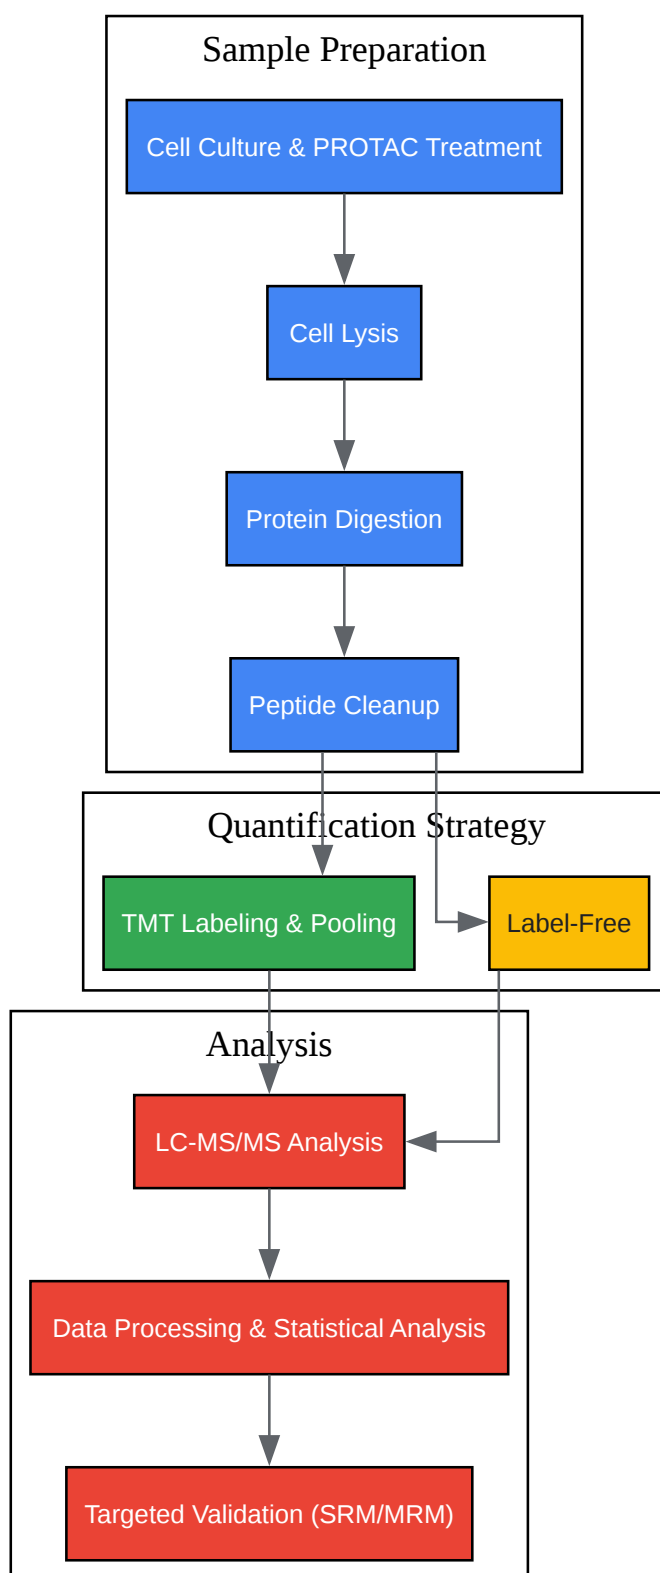 Sample Preparation
Cell Culture & PROTAC Treatment
Cell Lysis
Protein Digestion
Peptide Cleanup
Quantification Strategy
TMT Labeling & Pooling
Label-Free
Analysis
LC-MS/MS Analysis
Data Processing & Statistical Analysis
Targeted Validation (SRM/MRM)